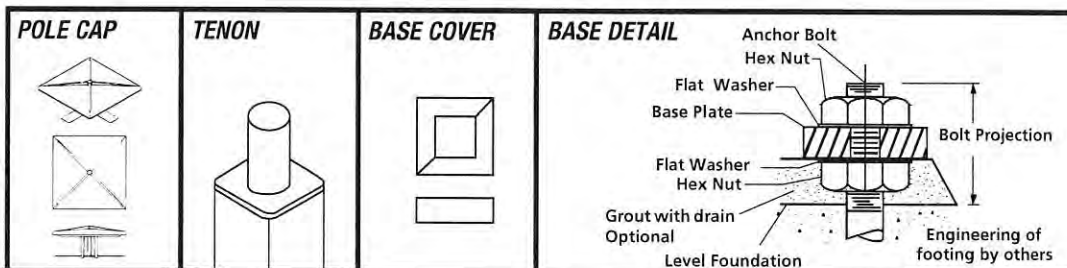 POLE CAP
TENON
BASE COVER
BASE DETAIL
Anchor Bolt
Hex Nut
Flat Washer
Base Plate
Bolt Projection
Flat Washer
Hex Nut
Grout with drain
Optional
Level Foundation
Engineering of
footing by others